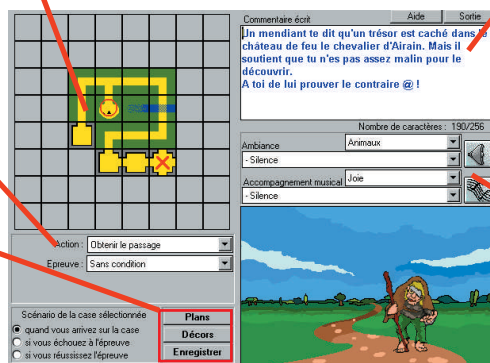 Commentaire écrit
Aide
Sortie
Un mendiant te dit qu'un trésor est caché dans le
château de feu le chevalier d'Airain. Mais il
soutient que tu n'es pas assez malin pour le
découvrir.
A toi de lui prouver le contraire @ !
Nombre de caractères : 190/256
Ambiance
Animaux
- Silence
Accompagnement musical
Joie
- Silence
Action :
Obtenir le passage
Epreuve :
Sans condition
Scénario de la case sélectionnée
quand vous arrivez sur la case
si vous échouez à l'épreuve
si vous réussissez l'épreuve
Plans
Décors
Enregistrer